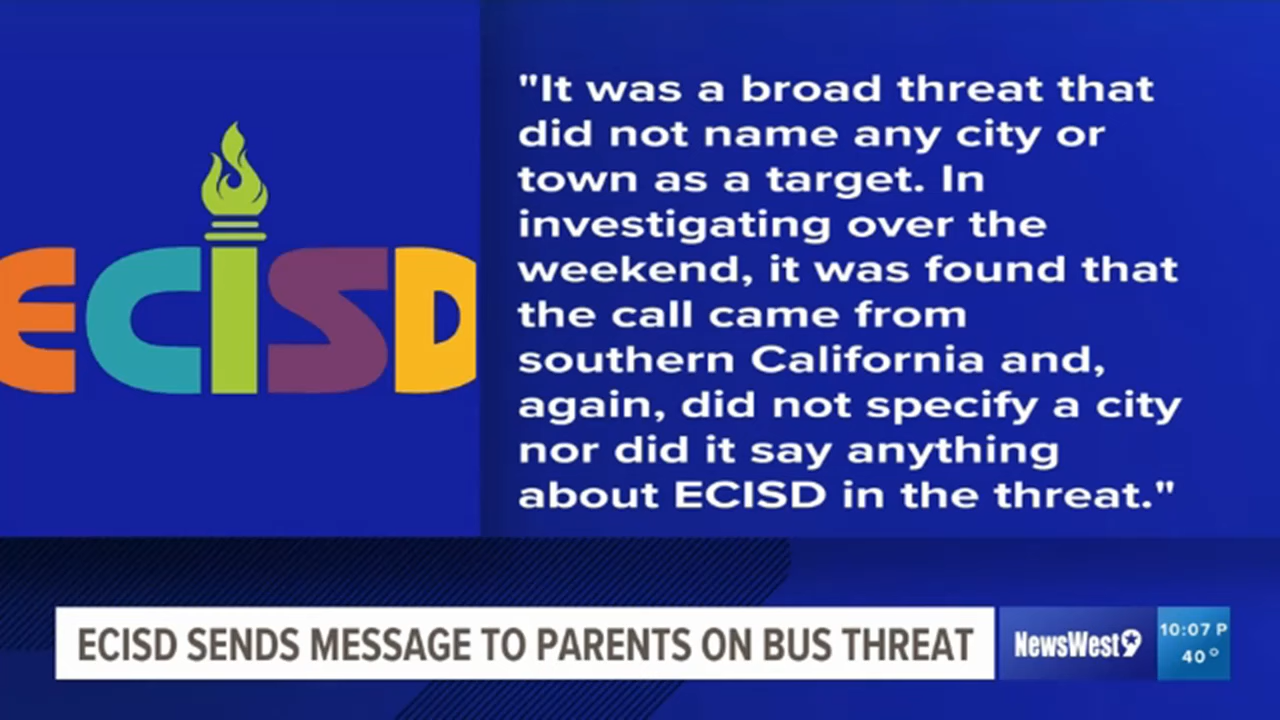 ECISD
"It was a broad threat that
did not name any city or
town as a target. In
investigating over the
weekend, it was found that
the call came from
southern California and,
again, did not specify a city
nor did it say anything
about ECISD in the threat."
ECISD SENDS MESSAGE TO PARENTS ON BUS THREAT
NewsWest 9
10:07 P
40°